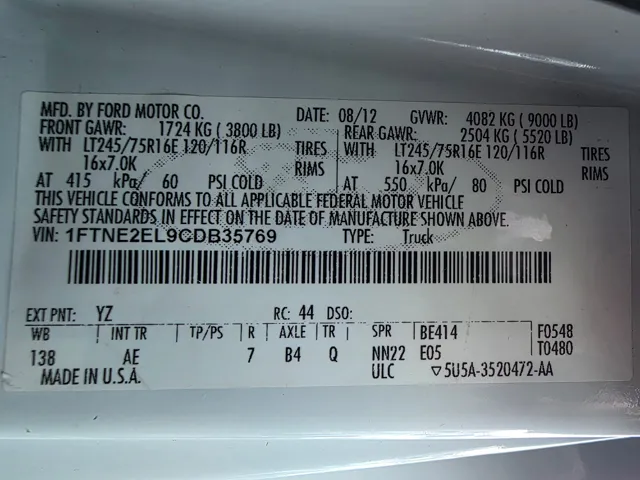 MFD. BY FORD MOTOR CO. DATE: 08/12 GVWR: 4082 KG ( 9000 LB)
FRONT GAWR: 1724 KG ( 3800 LB) REAR GAWR: 2504 KG ( 5520 LB)
WITH LT245/75R16E 120/116R TIRES WITH LT245/75R16E 120/116R TIRES
16x7.0K RIMS 16x7.0K RIMS
AT 415 kPa/ 60 PSI COLD AT 550 kPa/ 80 PSI COLD
THIS VEHICLE CONFORMS TO ALL APPLICABLE FEDERAL MOTOR VEHICLE
SAFETY STANDARDS IN EFFECT ON THE DATE OF MANUFACTURE SHOWN ABOVE.
VIN: 1FTNE2EL9CDB35769 TYPE: Truck
EXT PNT: YZ RC: 44 DSO:
WB INT TR TP/PS R AXLE TR SPR BE414 F0548
138 AE 7 B4 Q NN22 E05 T0480
MADE IN U.S.A. ULC ▽5U5A-3520472-AA